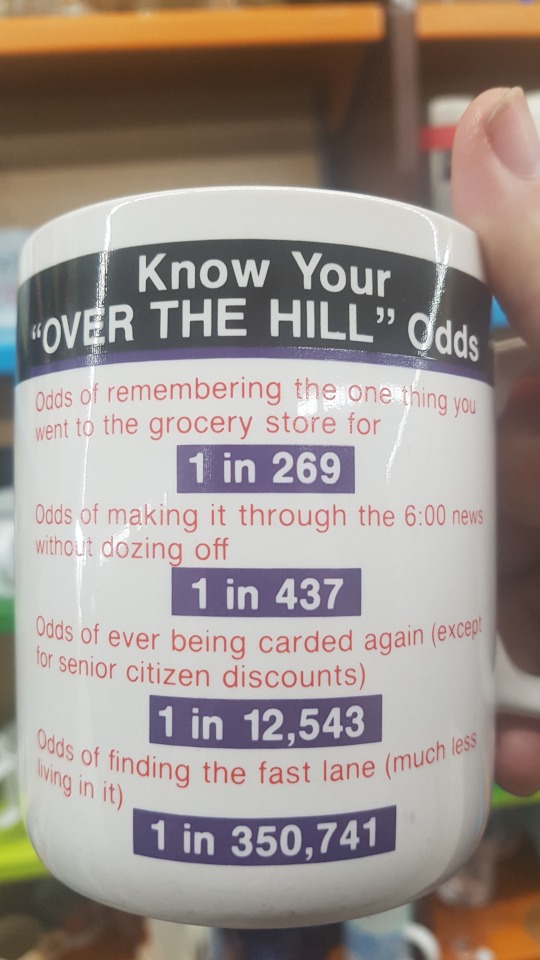 Know Your
“OVER THE HILL” Odds
Odds of remembering the one thing you
went to the grocery store for
1 in 269
Odds of making it through the 6:00 news
without dozing off
1 in 437
Odds of ever being carded again (except
for senior citizen discounts)
1 in 12,543
Odds of finding the fast lane (much less
living in it)
1 in 350,741